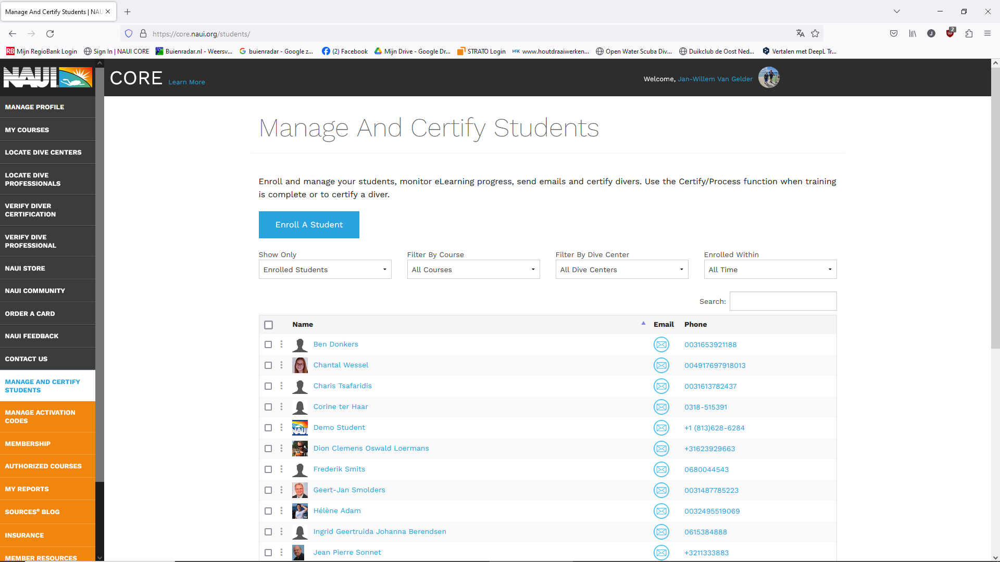 Manage And Certify Students | NAU
https://core.naui.org/students/
2
RB Mijn RegioBank Login
Sign In | NAUI CORE
Buienradar.nl - Weersv...
buienradar - Google z...
(2) Facebook
Mijn Drive - Google Dr...
STRATO Login
www.houtdraaiwerken...
Open Water Scuba Div...
Duikclub de Oost Ned...
Vertalen met DeepL Tr...
NAUI
CORE Learn More
Welcome, Jan-Willem Van Gelder
MANAGE PROFILE
MY COURSES
LOCATE DIVE CENTERS
LOCATE DIVE
PROFESSIONALS
VERIFY DIVER
CERTIFICATION
VERIFY DIVE
PROFESSIONAL
NAUI STORE
NAUI COMMUNITY
ORDER A CARD
NAUI FEEDBACK
CONTACT US
MANAGE AND CERTIFY
STUDENTS
MANAGE ACTIVATION
CODES
MEMBERSHIP
AUTHORIZED COURSES
MY REPORTS
SOURCES® BLOG
INSURANCE
MEMBER RESOURCES
Manage And Certify Students
Enroll and manage your students, monitor eLearning progress, send emails and certify divers. Use the Certify/Process function when training
is complete or to certify a diver.
Enroll A Student
Show Only Filter By Course Filter By Dive Center Enrolled Within
Enrolled Students All Courses All Dive Centers All Time
Search:
Name Email Phone
Ben Donkers 0031653921188
Chantal Wessel 004917697918013
Charis Tsafaridis 0031613782437
Corine ter Haar 0318-515391
Demo Student +1 (813)628-6284
Dion Clemens Oswald Loermans +31623929663
Frederik Smits 0680044543
Geert-Jan Smolders 0031487785223
Hélène Adam 0032495519069
Ingrid Geertruida Johanna Berendsen 0615384888
Jean Pierre Sonnet +3211333883